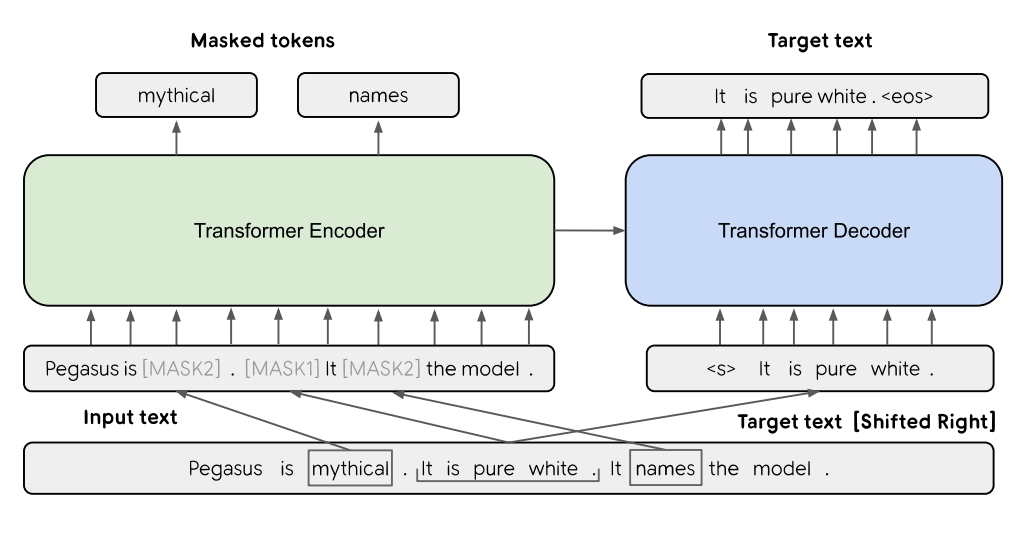 Masked tokens
Target text
mythical
names
It is pure white . <eos>
Transformer Encoder
Transformer Decoder
Pegasus is [MASK2] . [MASK1] It [MASK2] the model .
<s> It is pure white .
Input text
Target text [Shifted Right]
Pegasus is mythical . It is pure white . It names the model .